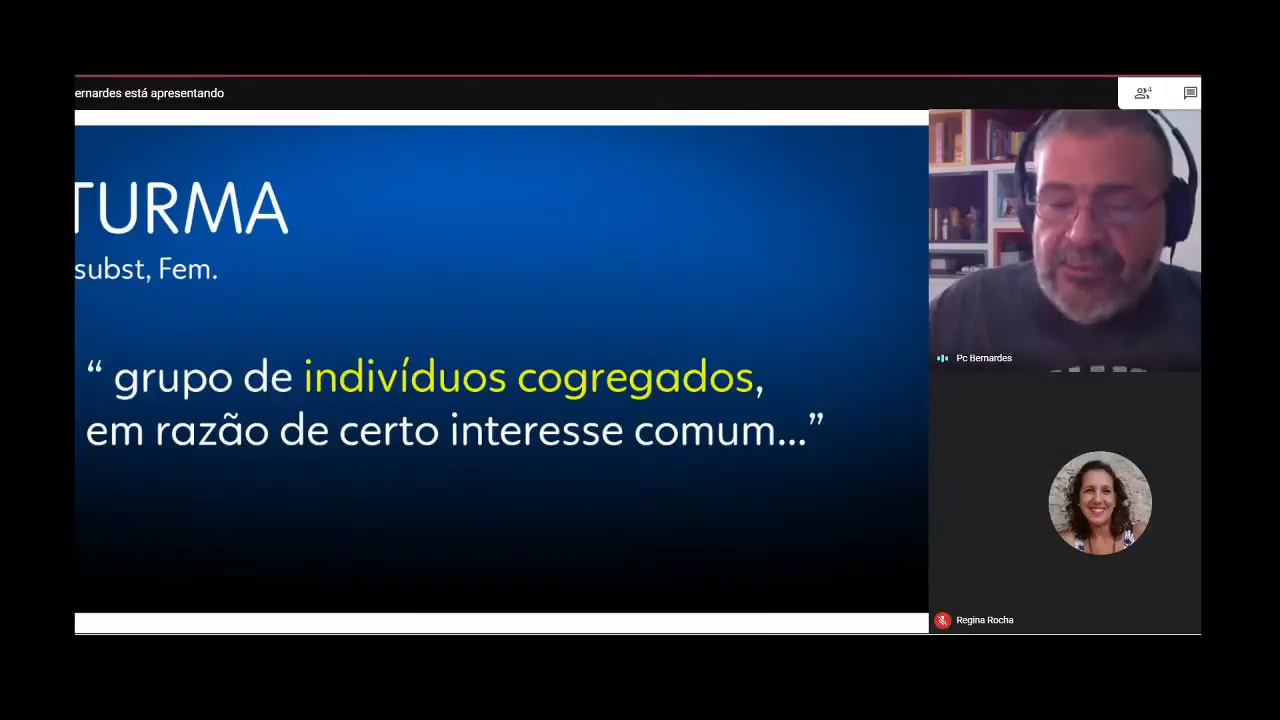 ernardes está apresentando
4
TURMA
subst, Fem.
“ grupo de indivíduos cogregados,
em razão de certo interesse comum...”
Pc Bernardes
Regina Rocha